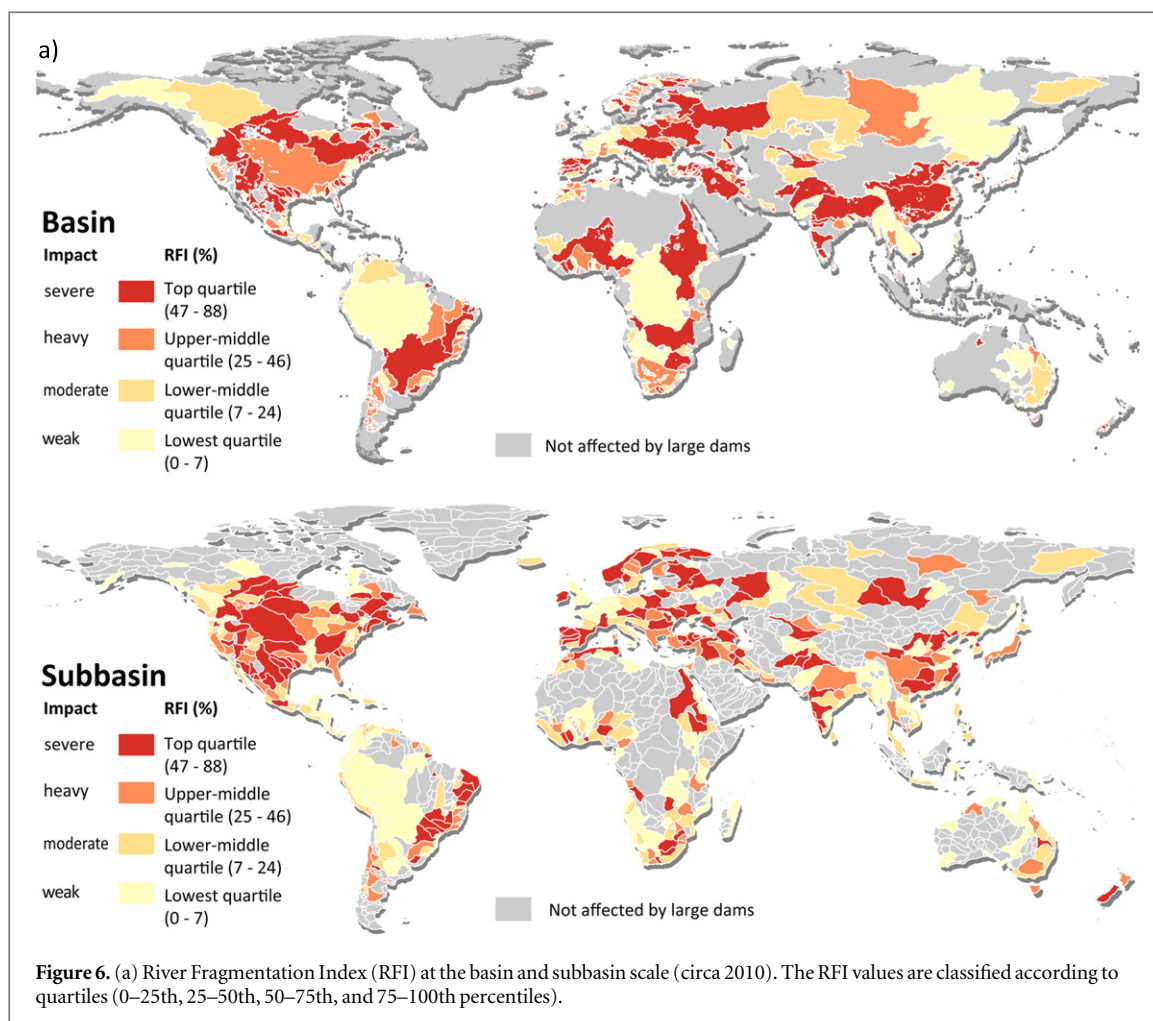 a)
Basin
Impact RFI (%)
severe Top quartile
(47 - 88)
heavy Upper-middle
quartile (25 - 46)
moderate Lower-middle
quartile (7 - 24)
weak Lowest quartile
(0 - 7)
Not affected by large dams
Subbasin
Impact RFI (%)
severe Top quartile
(47 - 88)
heavy Upper-middle
quartile (25 - 46)
moderate Lower-middle
quartile (7 - 24)
weak Lowest quartile
(0 - 7)
Not affected by large dams
Figure 6. (a) River Fragmentation Index (RFI) at the basin and subbasin scale (circa 2010). The RFI values are classified according to
quartiles (0–25th, 25–50th, 50–75th, and 75–100th percentiles).